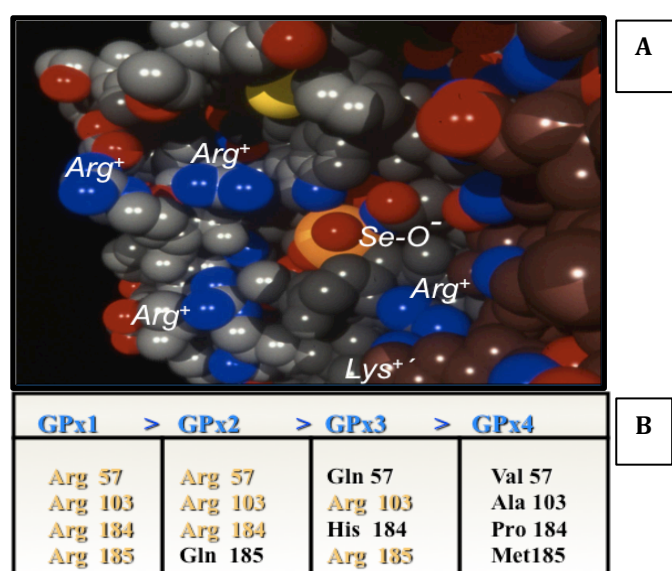 A
Arg+ Arg+
Se-O-
Arg+
Arg+
Lys+´
B
GPx1 > GPx2 > GPx3 > GPx4
Arg 57 Arg 57 Gln 57 Val 57
Arg 103 Arg 103 Arg 103 Ala 103
Arg 184 Arg 184 His 184 Pro 184
Arg 185 Gln 185 Arg 185 Met185